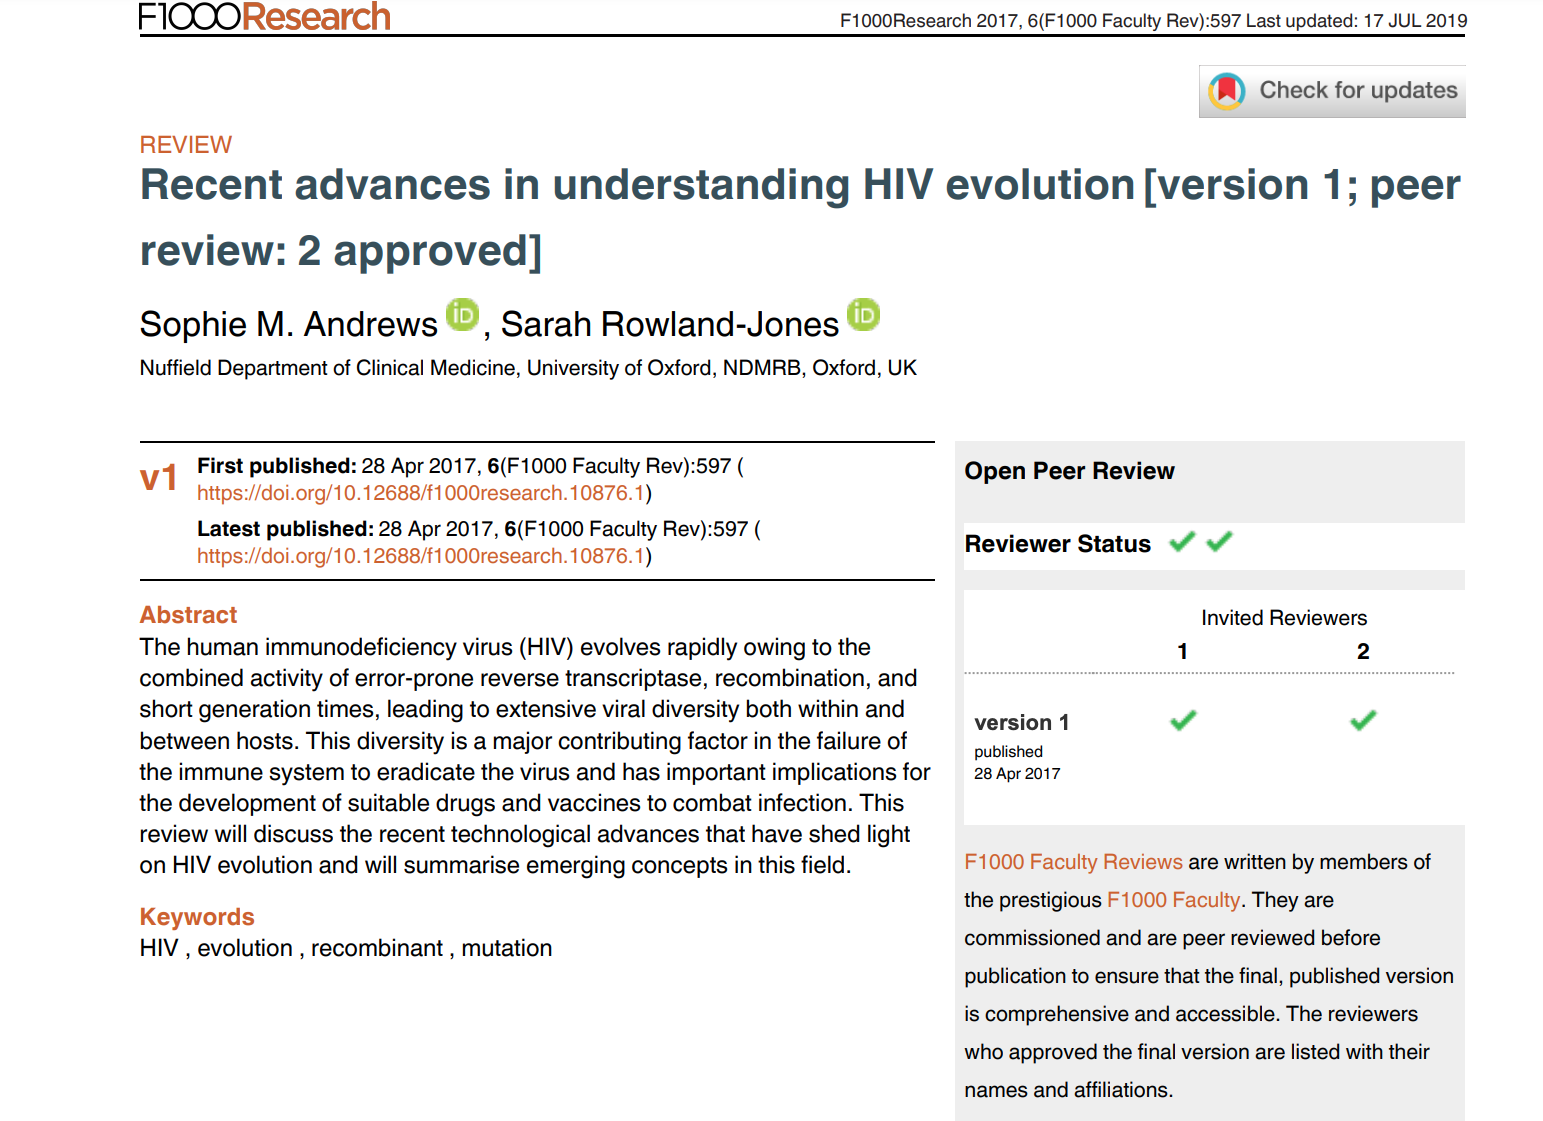 F1000Research
F1000Research 2017, 6(F1000 Faculty Rev):597 Last updated: 17 JUL 2019
Check for updates
REVIEW
Recent advances in understanding HIV evolution [version 1; peer
review: 2 approved]
Sophie M. Andrews iD , Sarah Rowland-Jones iD
Nuffield Department of Clinical Medicine, University of Oxford, NDMRB, Oxford, UK
v1
First published: 28 Apr 2017, 6(F1000 Faculty Rev):597 (
https://doi.org/10.12688/f1000research.10876.1)
Latest published: 28 Apr 2017, 6(F1000 Faculty Rev):597 (
https://doi.org/10.12688/f1000research.10876.1)
Abstract
The human immunodeficiency virus (HIV) evolves rapidly owing to the
combined activity of error-prone reverse transcriptase, recombination, and
short generation times, leading to extensive viral diversity both within and
between hosts. This diversity is a major contributing factor in the failure of
the immune system to eradicate the virus and has important implications for
the development of suitable drugs and vaccines to combat infection. This
review will discuss the recent technological advances that have shed light
on HIV evolution and will summarise emerging concepts in this field.
Keywords
HIV , evolution , recombinant , mutation
Open Peer Review
Reviewer Status
Invited Reviewers
1 2
version 1
published
28 Apr 2017
F1000 Faculty Reviews are written by members of
the prestigious F1000 Faculty. They are
commissioned and are peer reviewed before
publication to ensure that the final, published version
is comprehensive and accessible. The reviewers
who approved the final version are listed with their
names and affiliations.